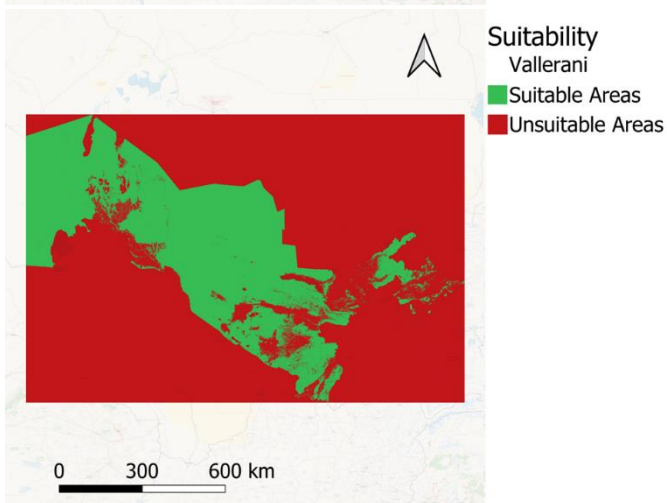 Suitability
Vallerani
Suitable Areas
Unsuitable Areas
0 300 600 km